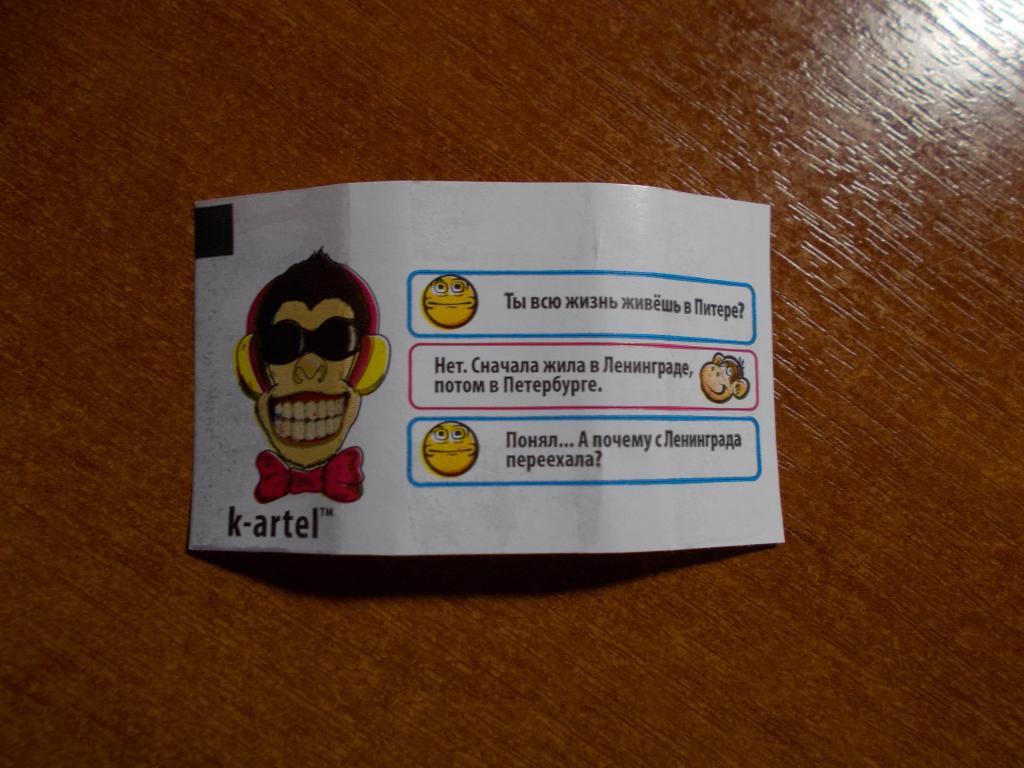 Ты всю жизнь живёшь в Питере?
Нет. Сначала жила в Ленинграде,
потом в Петербурге.
Понял... А почему с Ленинграда
переехала?
k-artel™